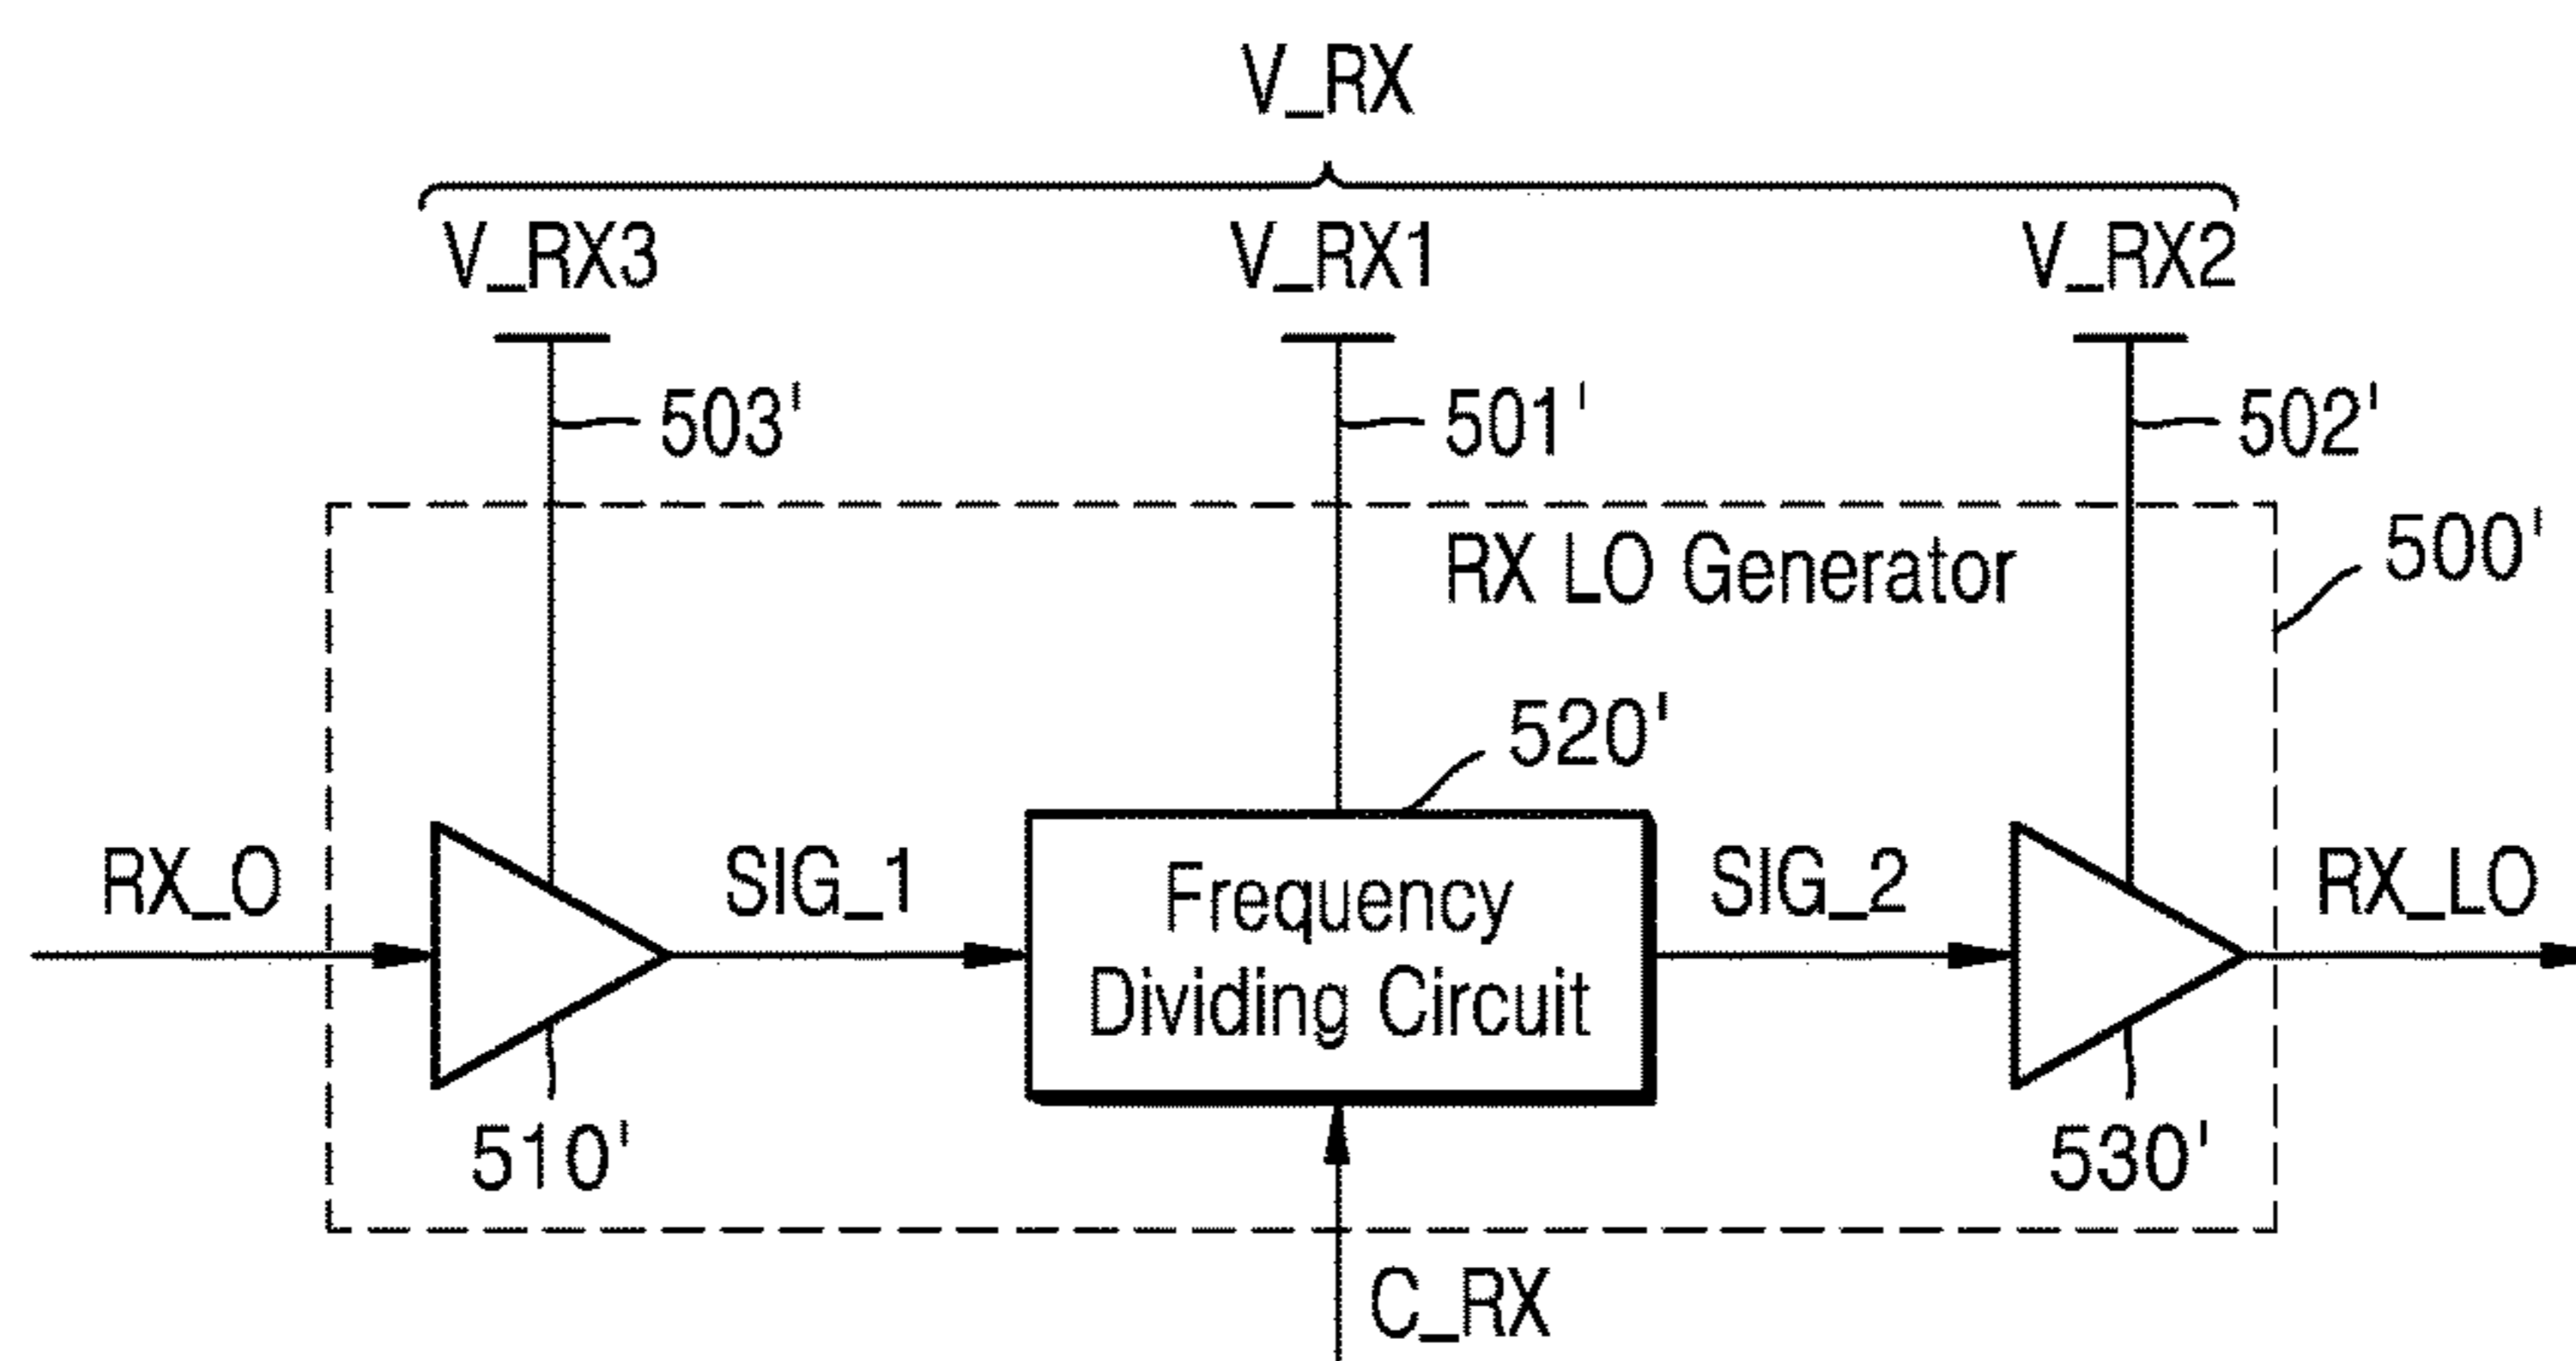 V_RX
V_RX3 V_RX1 V_RX2
503' 501' 502'
RX LO Generator 500'
520'
RX_O SIG_1 Frequency SIG_2 RX_LO
Dividing Circuit
510' 530'
C_RX